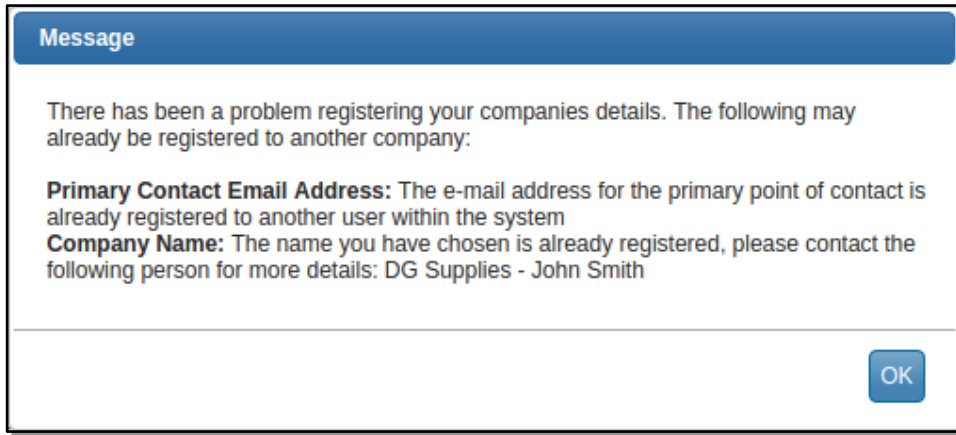 Message
There has been a problem registering your companies details. The following may
already be registered to another company:
Primary Contact Email Address: The e-mail address for the primary point of contact is
already registered to another user within the system
Company Name: The name you have chosen is already registered, please contact the
following person for more details: DG Supplies - John Smith
OK